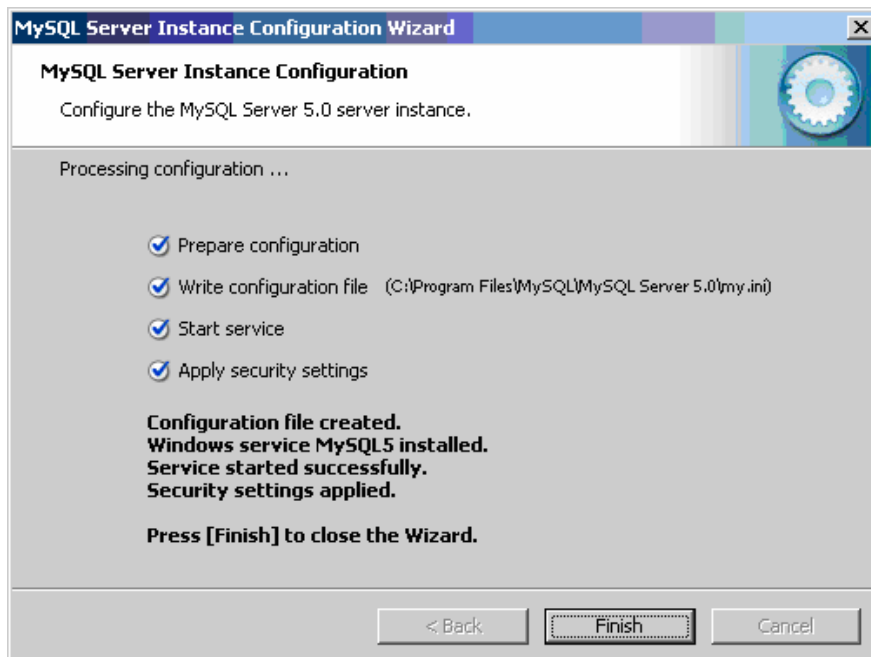 MySQL Server Instance Configuration Wizard
MySQL Server Instance Configuration
Configure the MySQL Server 5.0 server instance.
Processing configuration ...
Prepare configuration
Write configuration file (C:\Program Files\MySQL\MySQL Server 5.0\my.ini)
Start service
Apply security settings
Configuration file created.
Windows service MySQL5 installed.
Service started successfully.
Security settings applied.
Press [Finish] to close the Wizard.
< Back Finish Cancel